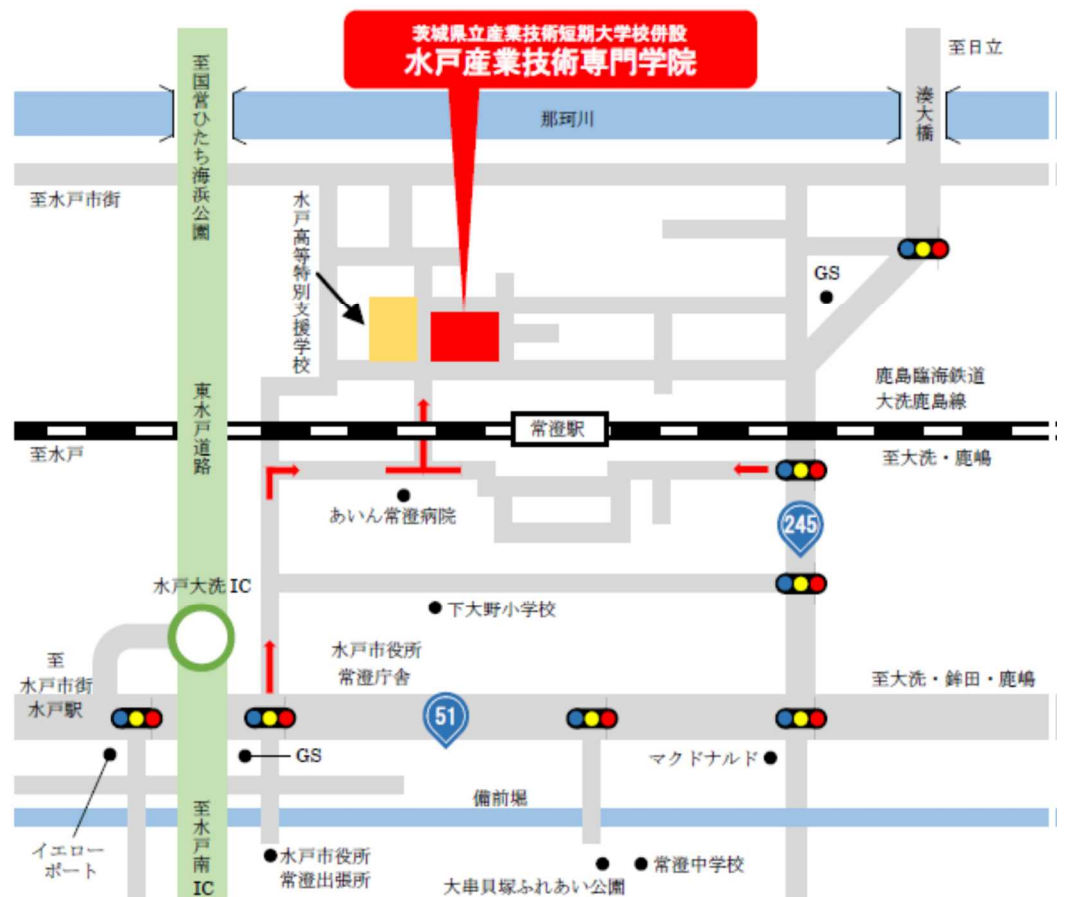 茨城県立産業技術短期大学校併設
水戸産業技術専門学院
至日立
至国営ひたち海浜公園
那珂川
湊大橋
至水戸市街
水戸高等特別支援学校
GS
鹿島臨海鉄道
大洗鹿島線
東水戸道路
常澄駅
至水戸
至大洗・鹿嶋
あいん常澄病院
245
水戸大洗 IC
下大野小学校
水戸市役所
常澄庁舎
至
水戸市街
水戸駅
至大洗・鉾田・鹿嶋
51
GS
マクドナルド
備前堀
至水戸南IC
イエロー
ポート
水戸市役所
常澄出張所
常澄中学校
大串貝塚ふれあい公園